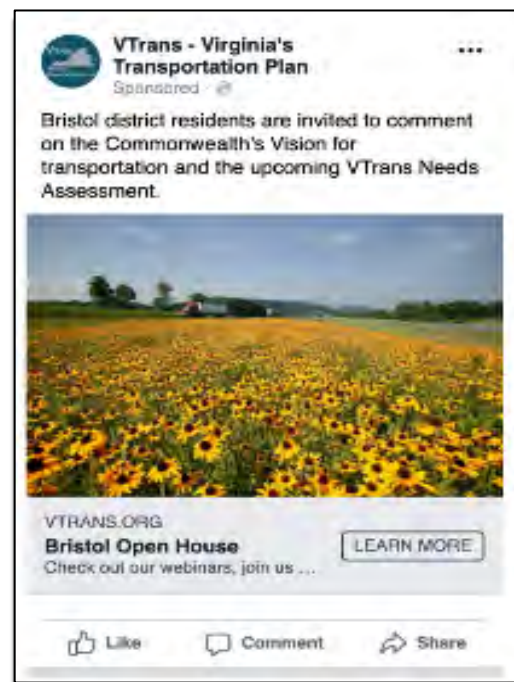 VTrans - Virginia's
Transportation Plan
Sponsored
Bristol district residents are invited to comment
on the Commonwealth's Vision for
transportation and the upcoming VTrans Needs
Assessment.
VTRANS.ORG
Bristol Open House
Check out our webinars, join us ...
LEARN MORE
Like
Comment
Share